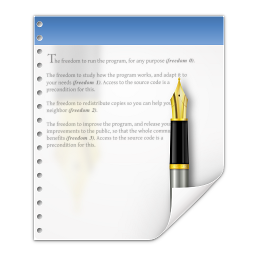 The freedom to run the program, for any purpose (freedom 0).
The freedom to study how the program works, and adapt it to
your needs (freedom 1). Access to the source code is a
precondition for this.
The freedom to redistribute copies so you can help your
neighbor (freedom 2).
The freedom to improve the program, and release your
improvements to the public, so that the whole commu
benefits (freedom 3). Access to the source code is a
precondition for this.